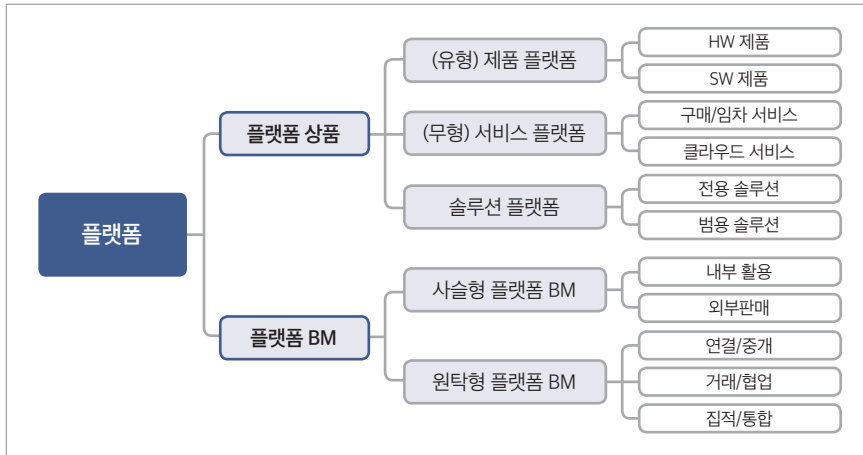 플랫폼
플랫폼 상품
(유형) 제품 플랫폼
HW 제품
SW 제품
(무형) 서비스 플랫폼
구매/임차 서비스
클라우드 서비스
솔루션 플랫폼
전용 솔루션
범용 솔루션
플랫폼 BM
사슬형 플랫폼 BM
내부 활용
외부판매
원탁형 플랫폼 BM
연결/중개
거래/협업
집적/통합